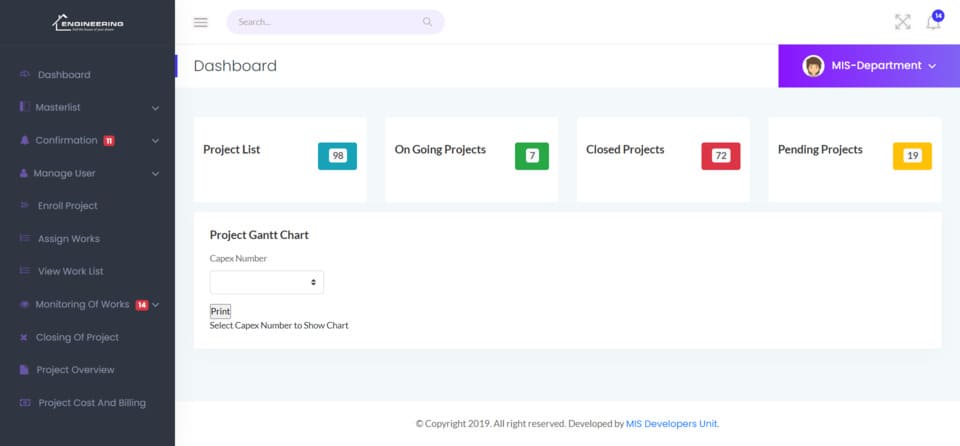 ENGINEERING
Search...
14
Dashboard
MIS-Department
Dashboard
Masterlist
Confirmation 11
Manage User
Enroll Project
Assign Works
View Work List
Monitoring Of Works 14
Closing Of Project
Project Overview
Project Cost And Billing
Project List 98
On Going Projects 7
Closed Projects 72
Pending Projects 19
Project Gantt Chart
Capex Number
Print
Select Capex Number to Show Chart
© Copyright 2019. All right reserved. Developed by MIS Developers Unit.